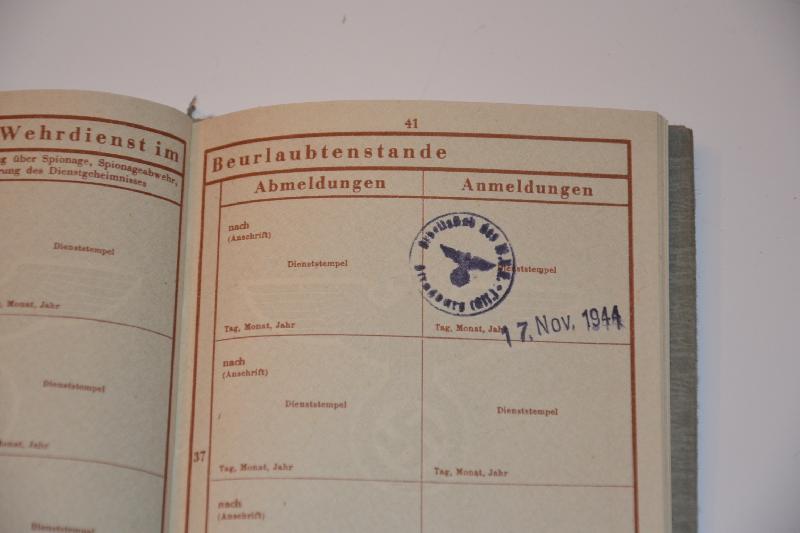 Wehrdienst im
g über Spionage, Spionageabwehr,
rung des Dienstgeheimnisses
Dienststempel
Monat, Jahr
Dienststempel
Monat, Jahr
Dienststempel
41
Beurlaubtenstande
Abmeldungen Anmeldungen
nach
(Anschrift)
Dienststempel Dienststempel
Tag, Monat, Jahr Tag, Monat, Jahr
17. Nov. 1944
nach
(Anschrift)
Dienststempel Dienststempel
37
Tag, Monat, Jahr Tag, Monat, Jahr
nach
(Anschrift)